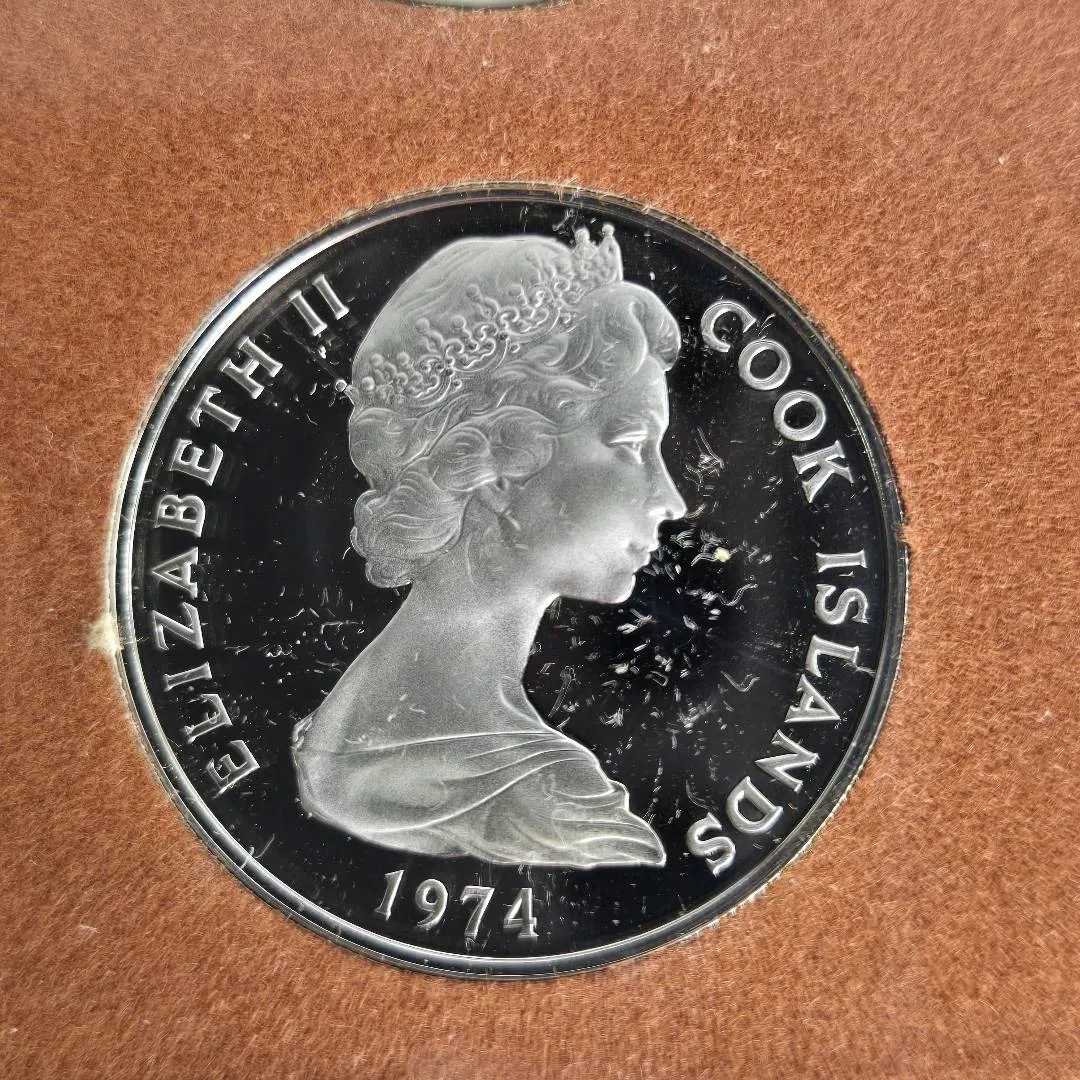 ELIZABETH II
COOK ISLANDS
1974